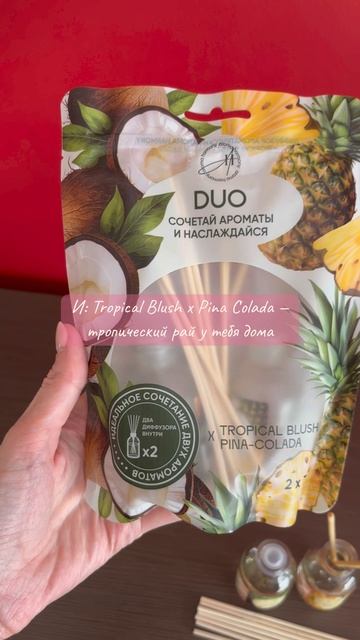 DUO
СОЧЕТАЙ АРОМАТЫ
И НАСЛАЖДАЙСЯ
И: Tropical Blush x Pina Colada –
тропический рай у тебя дома
ИДЕАЛЬНОЕ СОЧЕТАНИЕ ДВУХ АРОМАТОВ
ДВА
ДИФФУЗОРА
ВНУТРИ
x2
X TROPICAL BLUSH
PINA-COLADA
2 x